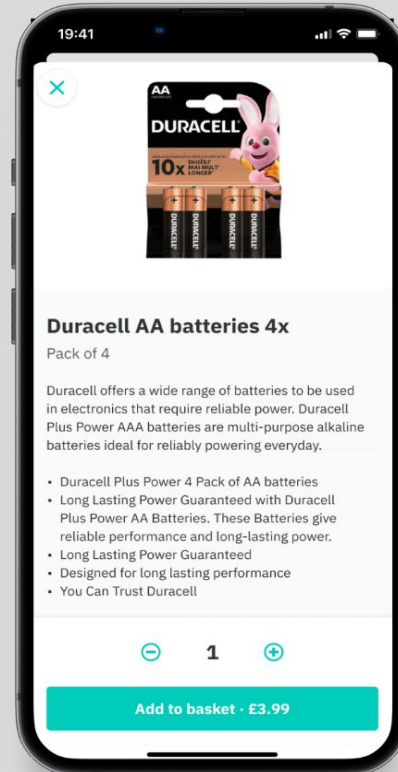 19:41
AA
DURACELL
10x
DŁUŻEJ*
MAI MULT*
LONGER*
DURACELL
DURACELL
DURACELL
DURACELL
Duracell AA batteries 4x
Pack of 4
Duracell offers a wide range of batteries to be used
in electronics that require reliable power. Duracell
Plus Power AAA batteries are multi-purpose alkaline
batteries ideal for reliably powering everyday.
• Duracell Plus Power 4 Pack of AA batteries
• Long Lasting Power Guaranteed with Duracell
Plus Power AA Batteries. These Batteries give
reliable performance and long-lasting power.
• Long Lasting Power Guaranteed
• Designed for long lasting performance
• You Can Trust Duracell
1
Add to basket · £3.99